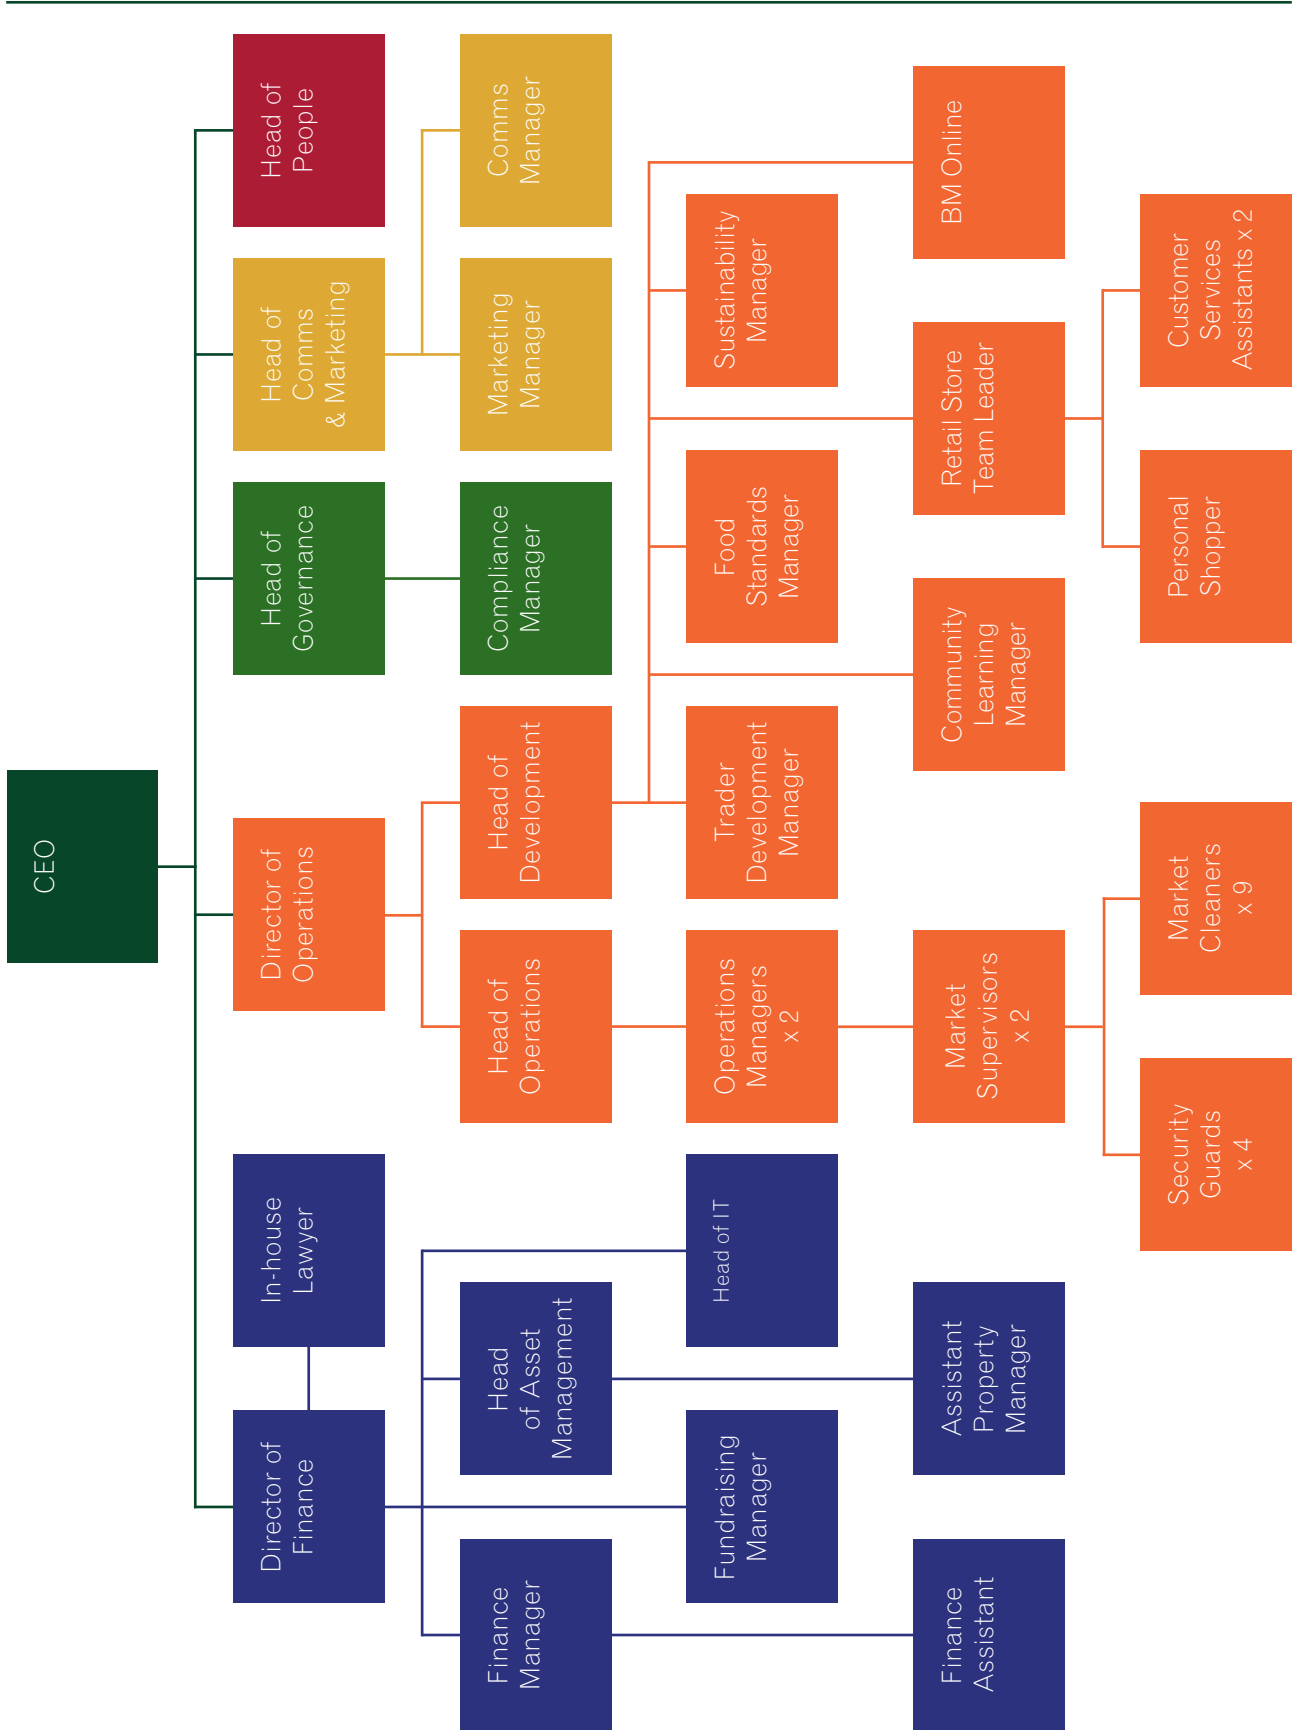 CEO
Director of
Finance
In-house
Lawyer
Director of
Operations
Head of
Governance
Head of
Comms
& Marketing
Head of
People
Finance
Manager
Head
of Asset
Management
Head of
Operations
Head of
Development
Compliance
Manager
Marketing
Manager
Comms
Manager
Fundraising
Manager
Head of IT
Operations
Managers
x 2
Trader
Development
Manager
Food
Standards
Manager
Sustainability
Manager
Finance
Assistant
Assistant
Property
Manager
Market
Supervisors
x 2
Community
Learning
Manager
Retail Store
Team Leader
BM Online
Security
Guards
x 4
Market
Cleaners
x 9
Personal
Shopper
Customer
Services
Assistants x 2